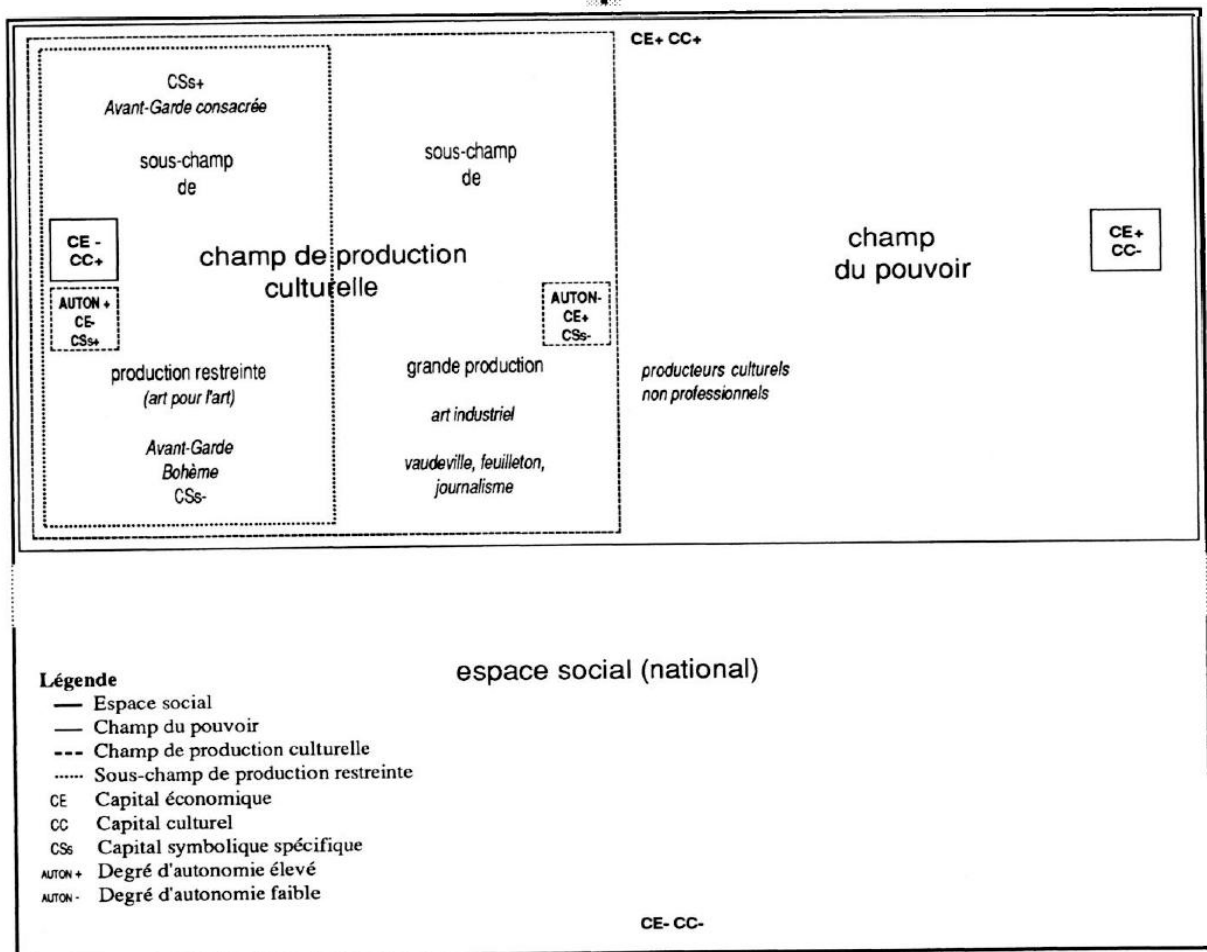 CE+ CC+
CSs+
Avant-Garde consacrée
sous-champ
de
sous-champ
de
CE -
CC+
champ de production
culturelle
champ
du pouvoir
CE+
CC-
AUTON +
CE-
CSs+
AUTON-
CE+
CSs-
production restreinte
(art pour l'art)
grande production
art industriel
producteurs culturels
non professionnels
Avant-Garde
Bohème
CSs-
vaudeville, feuilleton,
journalisme
espace social (national)
Légende
Espace social
Champ du pouvoir
Champ de production culturelle
Sous-champ de production restreinte
CE Capital économique
CC Capital culturel
CSs Capital symbolique spécifique
AUTON + Degré d'autonomie élevé
AUTON - Degré d'autonomie faible
CE- CC-